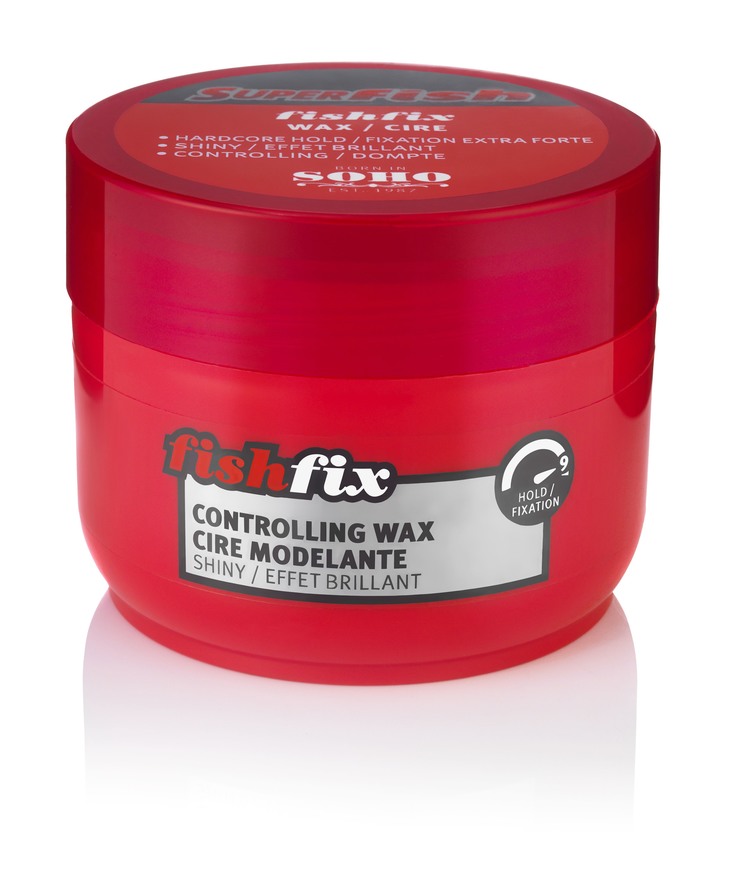 SUPERFISH
fishfix
WAX / CIRE
• HARDCORE HOLD / FIXATION EXTRA FORTE
• SHINY / EFFET BRILLANT
• CONTROLLING / DOMPTE
BORN IN
SOHO
EST. 1987
fishfix
9
HOLD /
FIXATION
CONTROLLING WAX
CIRE MODELANTE
SHINY / EFFET BRILLANT